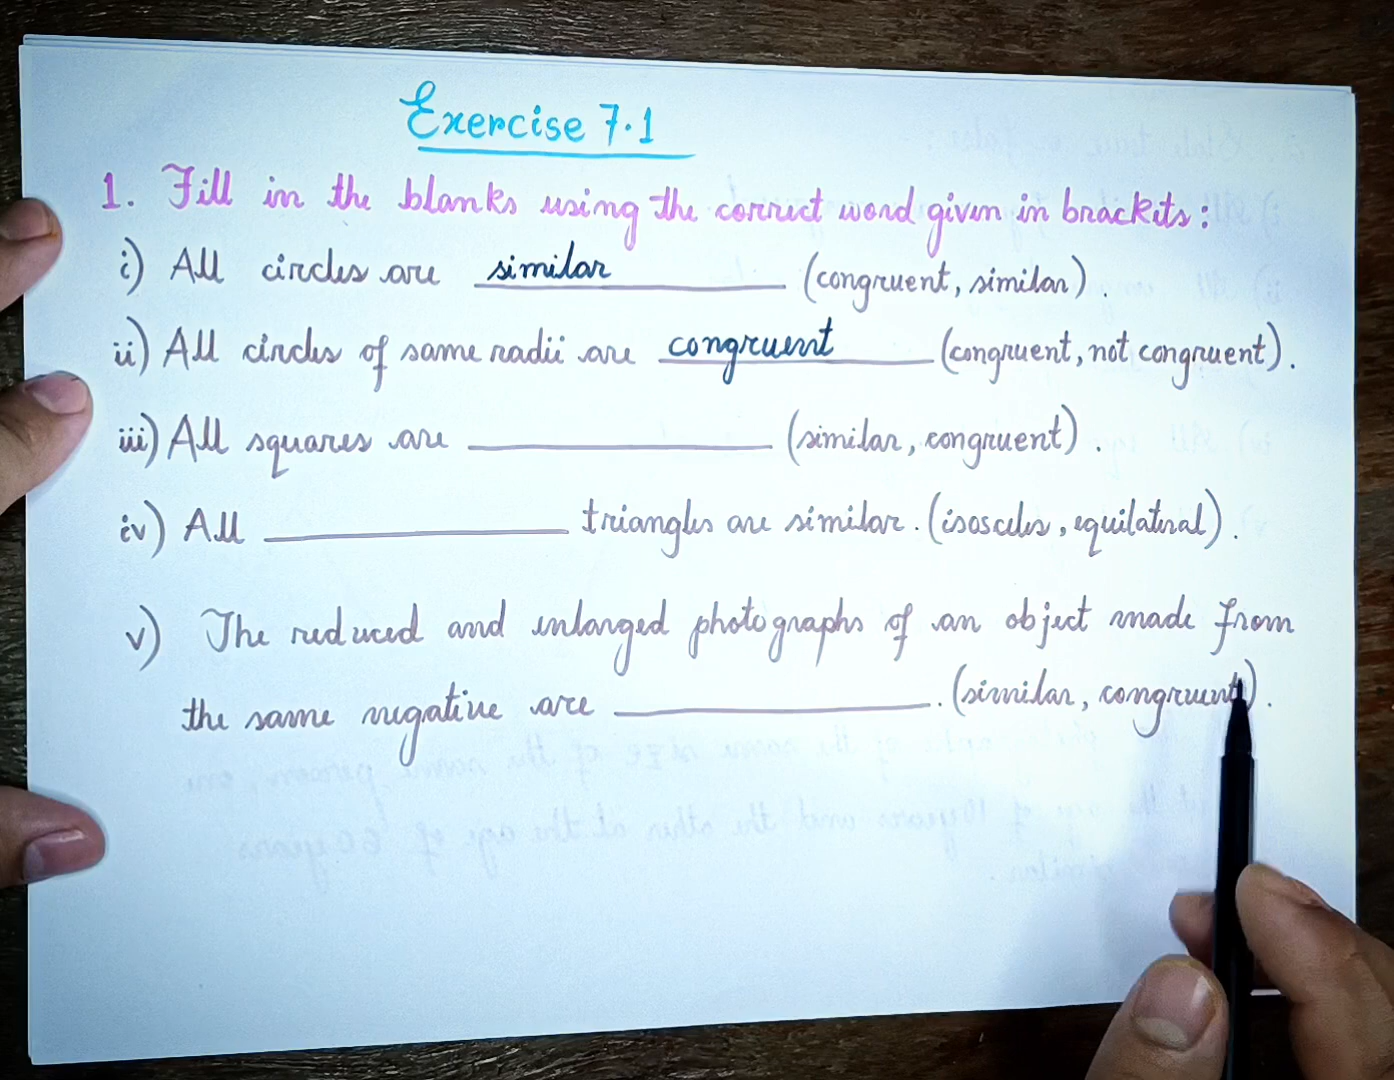 Exercise 7.1
1. Fill in the blanks using the correct word given in brackets:
i) All circles are similar (congruent, similar).
ii) All circles of same radii are congruent (congruent, not congruent).
iii) All squares are __________ (similar, congruent).
iv) All __________ triangles are similar. (isosceles, equilateral).
v) The reduced and enlarged photographs of an object made from
the same negative are __________. (similar, congruent).